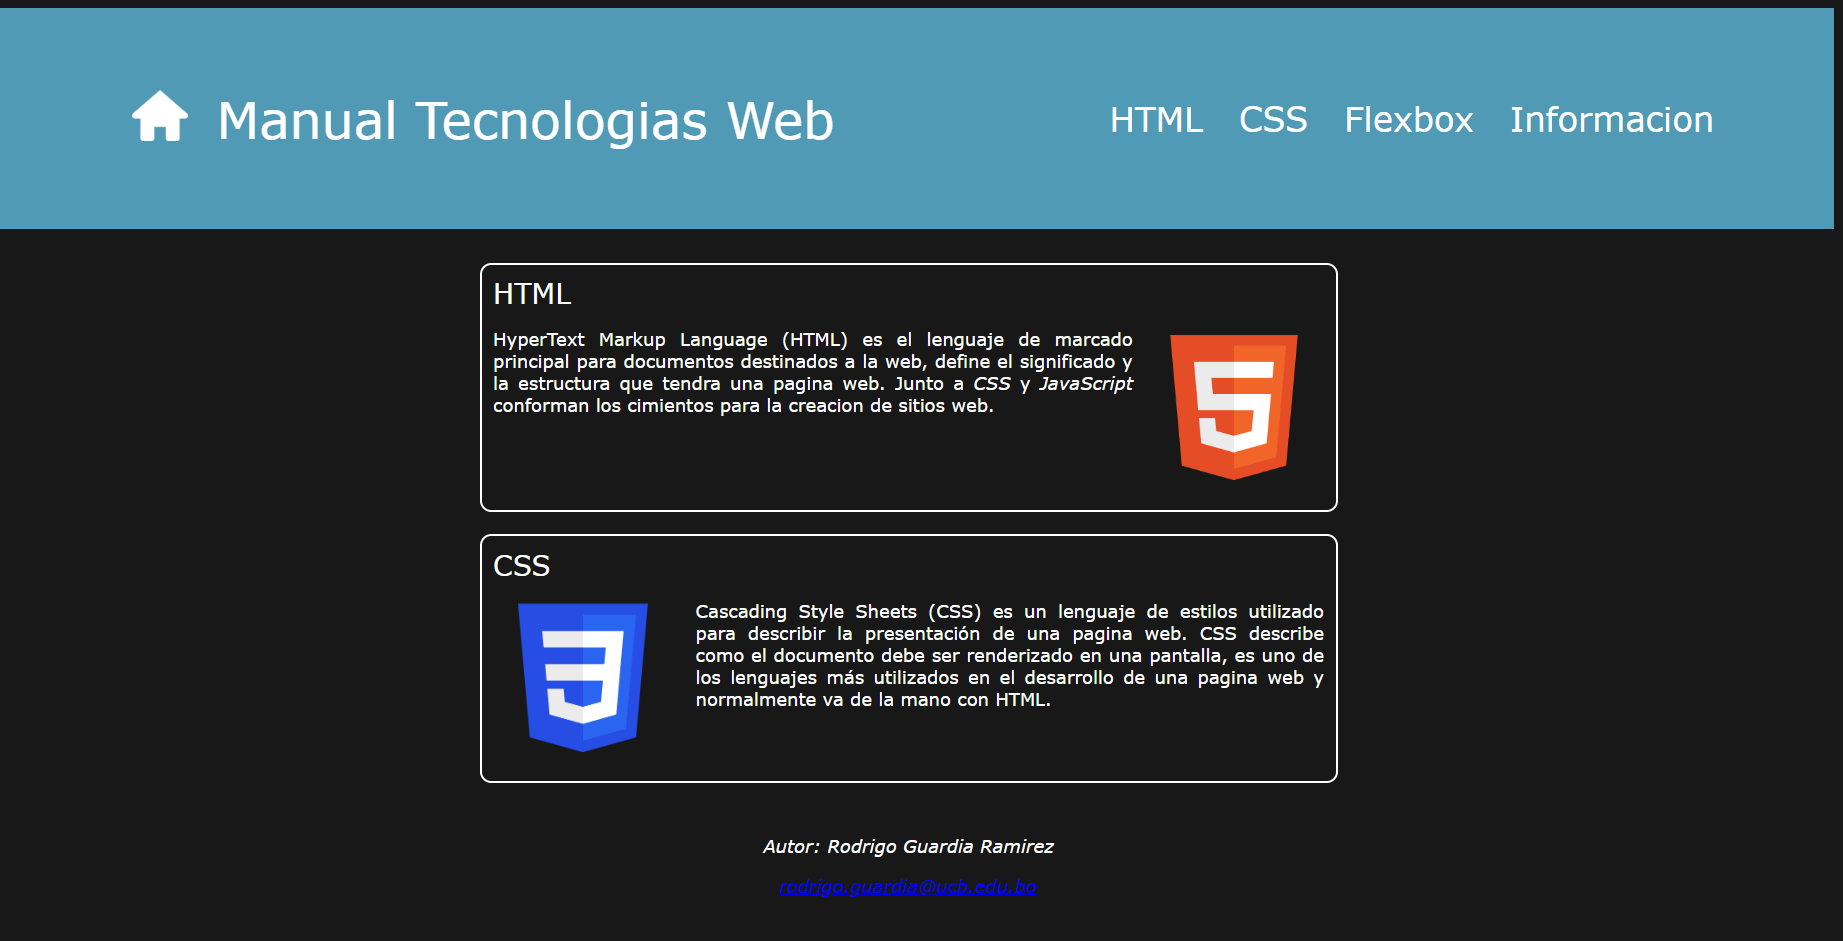 Manual Tecnologias Web
HTML CSS Flexbox Informacion
HTML
HyperText Markup Language (HTML) es el lenguaje de marcado
principal para documentos destinados a la web, define el significado y
la estructura que tendra una pagina web. Junto a CSS y JavaScript
conforman los cimientos para la creacion de sitios web.
CSS
Cascading Style Sheets (CSS) es un lenguaje de estilos utilizado
para describir la presentación de una pagina web. CSS describe
como el documento debe ser renderizado en una pantalla, es uno de
los lenguajes más utilizados en el desarrollo de una pagina web y
normalmente va de la mano con HTML.
Autor: Rodrigo Guardia Ramirez
rodrigo.guardia@ucb.edu.bo